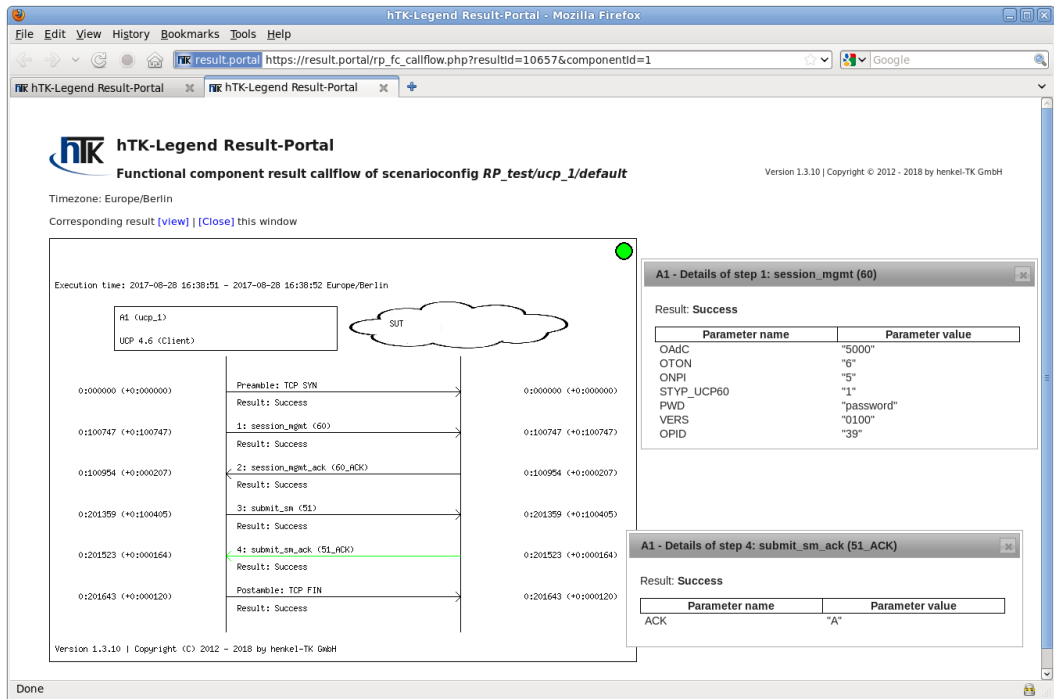 hTK-Legend Result-Portal - Mozilla Firefox
File Edit View History Bookmarks Tools Help
hTK result.portal https://result.portal/rp_fc_callflow.php?resultId=10657&componentId=1 Google
hTK hTK-Legend Result-Portal hTK hTK-Legend Result-Portal
hTK hTK-Legend Result-Portal
Functional component result callflow of scenarioconfig RP_test/ucp_1/default
Version 1.3.10 | Copyright © 2012 - 2018 by henkel-TK GmbH
Timezone: Europe/Berlin
Corresponding result [view] | [Close] this window
Execution time: 2017-08-28 16:38:51 - 2017-08-28 16:38:52 Europe/Berlin
A1 (ucp_1)
UCP 4.6 (Client)
SUT
Preamble: TCP SYN
0:000000 (+0:000000) 0:000000 (+0:000000)
Result: Success
1: session_mgmt (60)
0:100747 (+0:100747) 0:100747 (+0:100747)
Result: Success
2: session_mgmt_ack (60_ACK)
0:100954 (+0:000207) 0:100954 (+0:000207)
Result: Success
3: submit_sm (51)
0:201359 (+0:100405) 0:201359 (+0:100405)
Result: Success
4: submit_sm_ack (51_ACK)
0:201523 (+0:000164) 0:201523 (+0:000164)
Result: Success
Postamble: TCP FIN
0:201643 (+0:000120) 0:201643 (+0:000120)
Result: Success
Version 1.3.10 | Copyright (C) 2012 - 2018 by henkel-TK GmbH
A1 - Details of step 1: session_mgmt (60)
Result: Success
Parameter name Parameter value
OAdC "5000"
OTON "6"
ONPI "5"
STYP_UCP60 "1"
PWD "password"
VERS "0100"
OPID "39"
A1 - Details of step 4: submit_sm_ack (51_ACK)
Result: Success
Parameter name Parameter value
ACK "A"
Done